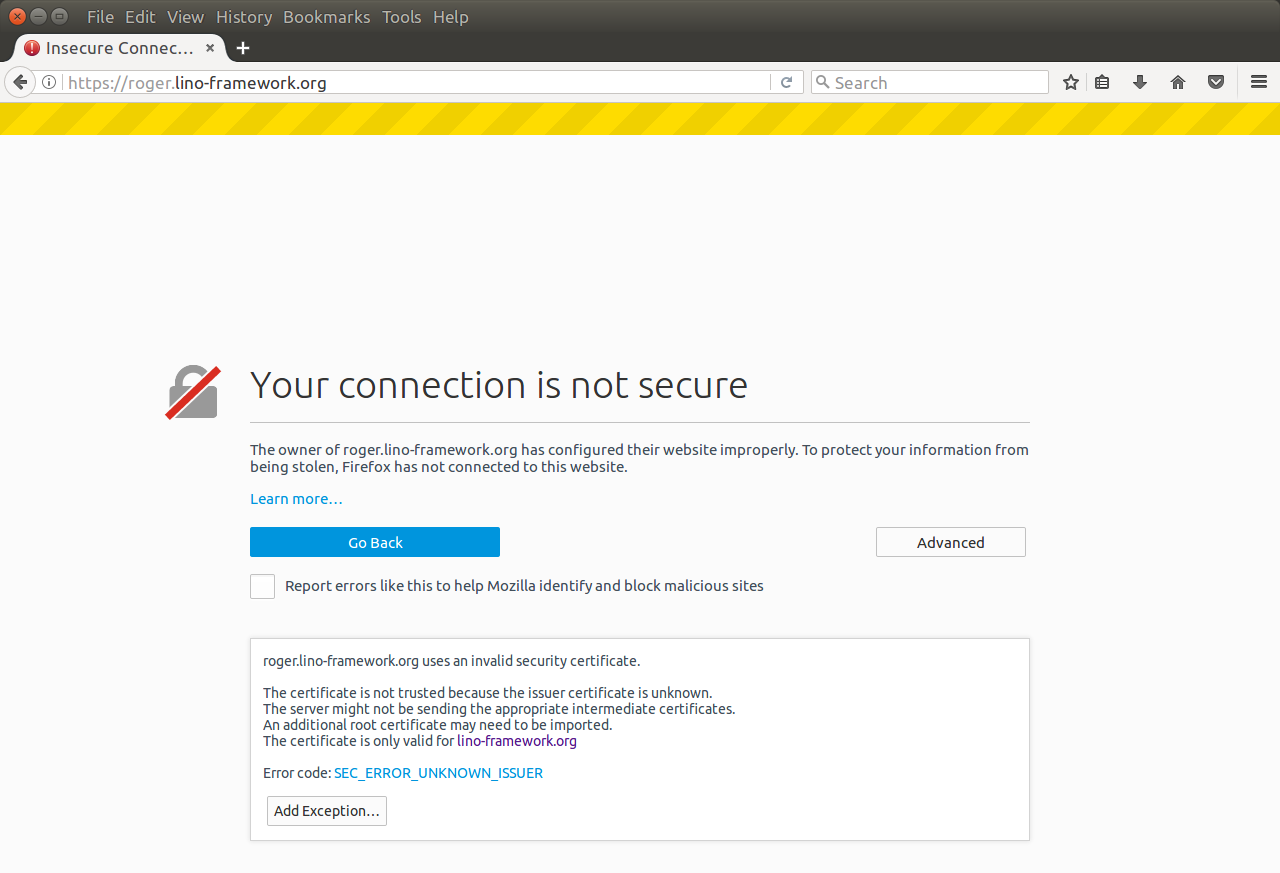 File Edit View History Bookmarks Tools Help
Insecure Connec...
https://roger.lino-framework.org
Search
Your connection is not secure
The owner of roger.lino-framework.org has configured their website improperly. To protect your information from
being stolen, Firefox has not connected to this website.
Learn more...
Go Back
Advanced
Report errors like this to help Mozilla identify and block malicious sites
roger.lino-framework.org uses an invalid security certificate.
The certificate is not trusted because the issuer certificate is unknown.
The server might not be sending the appropriate intermediate certificates.
An additional root certificate may need to be imported.
The certificate is only valid for lino-framework.org
Error code: SEC_ERROR_UNKNOWN_ISSUER
Add Exception...